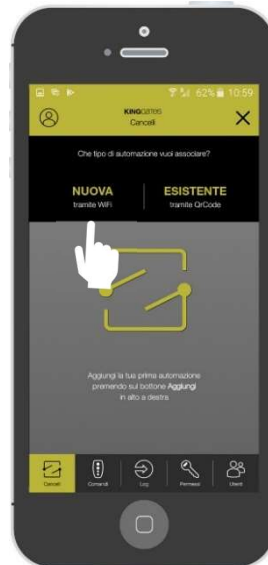 62% 10:59
KINGGATES
Cancelli
Che tipo di automazione vuoi associare?
NUOVA
tramite WiFi
ESISTENTE
tramite QrCode
Aggiungi la tua prima automazione
premendo sul bottone Aggiungi
in alto a destra
Cancelli Comandi Log Permessi Utenti